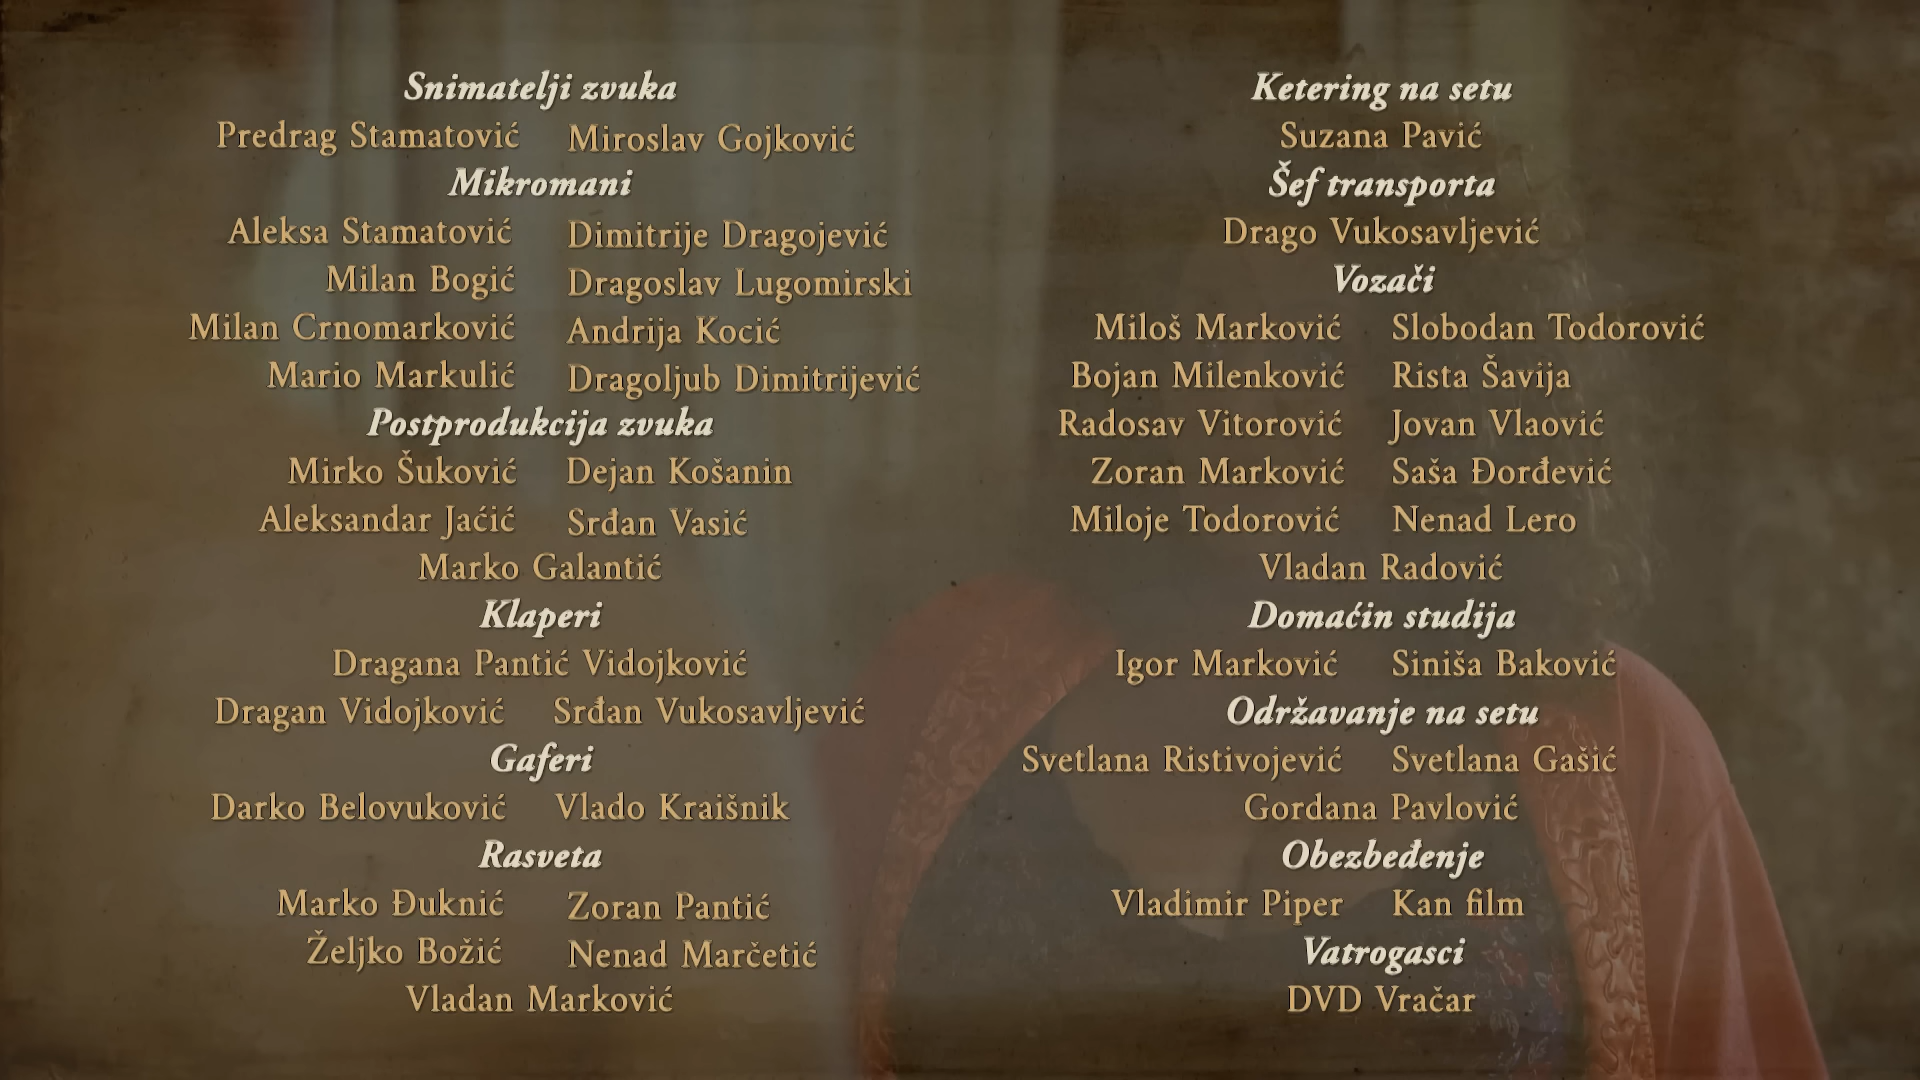 Snimatelji zvuka
Predrag Stamatović Miroslav Gojković
Mikromani
Aleksa Stamatović Dimitrije Dragojević
Milan Bogić Dragoslav Lugomirski
Milan Crnomarković Andrija Kocić
Mario Markulić Dragoljub Dimitrijević
Postprodukcija zvuka
Mirko Šuković Dejan Košanin
Aleksandar Jaćić Srđan Vasić
Marko Galantić
Klaperi
Dragana Pantić Vidojković
Dragan Vidojković Srđan Vukosavljević
Gaferi
Darko Belovuković Vlado Kraišnik
Rasveta
Marko Đuknić Zoran Pantić
Željko Božić Nenad Marčetić
Vladan Marković
Ketering na setu
Suzana Pavić
Šef transporta
Drago Vukosavljević
Vozači
Miloš Marković Slobodan Todorović
Bojan Milenković Rista Šavija
Radosav Vitorović Jovan Vlaović
Zoran Marković Saša Đorđević
Miloje Todorović Nenad Lero
Vladan Radović
Domaćin studija
Igor Marković Siniša Baković
Održavanje na setu
Svetlana Ristivojević Svetlana Gašić
Gordana Pavlović
Obezbeđenje
Vladimir Piper Kan film
Vatrogasci
DVD Vračar